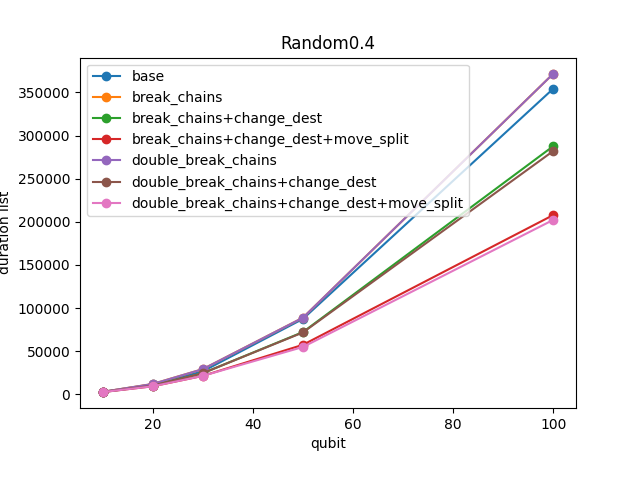 Random0.4
base
break_chains
break_chains+change_dest
break_chains+change_dest+move_split
double_break_chains
double_break_chains+change_dest
double_break_chains+change_dest+move_split
duration list
350000
300000
250000
200000
150000
100000
50000
0
20
40
60
80
100
qubit